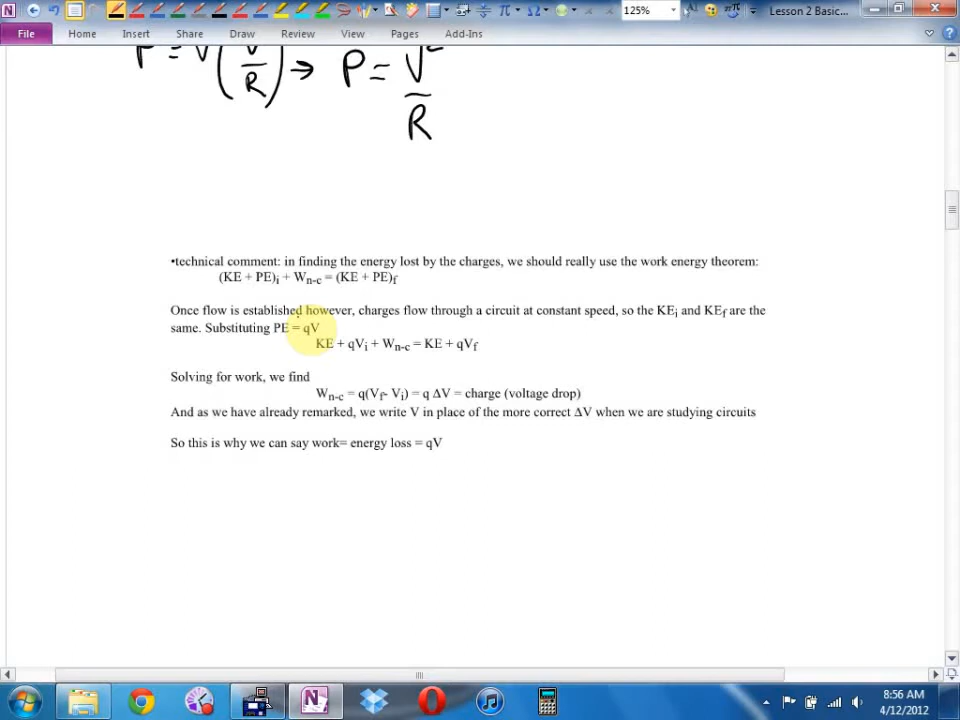 125%
Lesson 2 Basic...
File Home Insert Share Draw Review View Pages Add-Ins
P = V (V/R) → P = V²/R
•technical comment: in finding the energy lost by the charges, we should really use the work energy theorem:
(KE + PE)i + Wn-c = (KE + PE)f
Once flow is established however, charges flow through a circuit at constant speed, so the KEi and KEf are the
same. Substituting PE = qV
KE + qVi + Wn-c = KE + qVf
Solving for work, we find
Wn-c = q(Vf- Vi) = q ΔV = charge (voltage drop)
And as we have already remarked, we write V in place of the more correct ΔV when we are studying circuits
So this is why we can say work= energy loss = qV
8:56 AM
4/12/2012